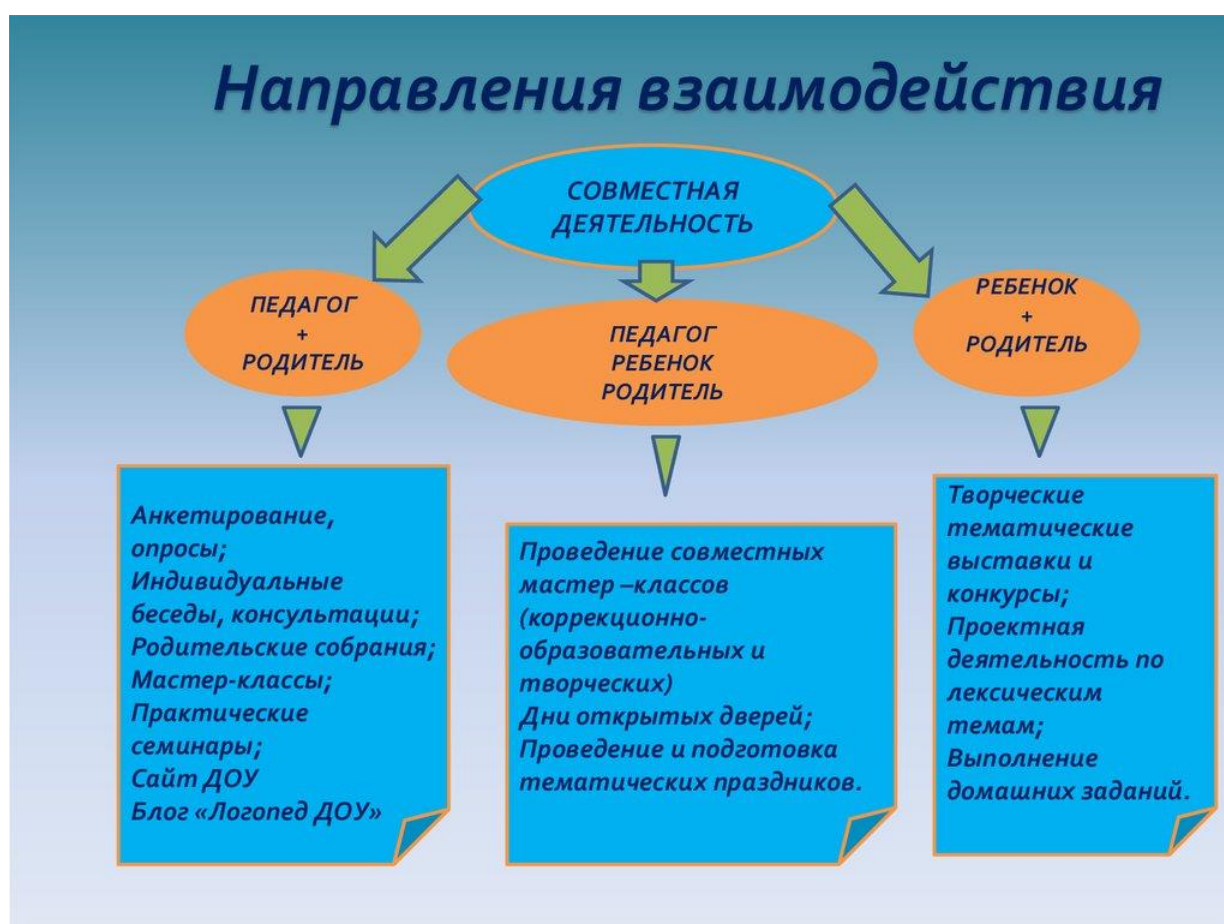 Направления взаимодействия
СОВМЕСТНАЯ
ДЕЯТЕЛЬНОСТЬ
ПЕДАГОГ
+
РОДИТЕЛЬ
ПЕДАГОГ
РЕБЕНОК
РОДИТЕЛЬ
РЕБЕНОК
+
РОДИТЕЛЬ
Анкетирование,
опросы;
Индивидуальные
беседы, консультации;
Родительские собрания;
Мастер-классы;
Практические
семинары;
Сайт ДОУ
Блог «Логопед ДОУ»
Проведение совместных
мастер –классов
(коррекционно-
образовательных и
творческих)
Дни открытых дверей;
Проведение и подготовка
тематических праздников.
Творческие
тематические
выставки и
конкурсы;
Проектная
деятельность по
лексическим
темам;
Выполнение
домашних заданий.